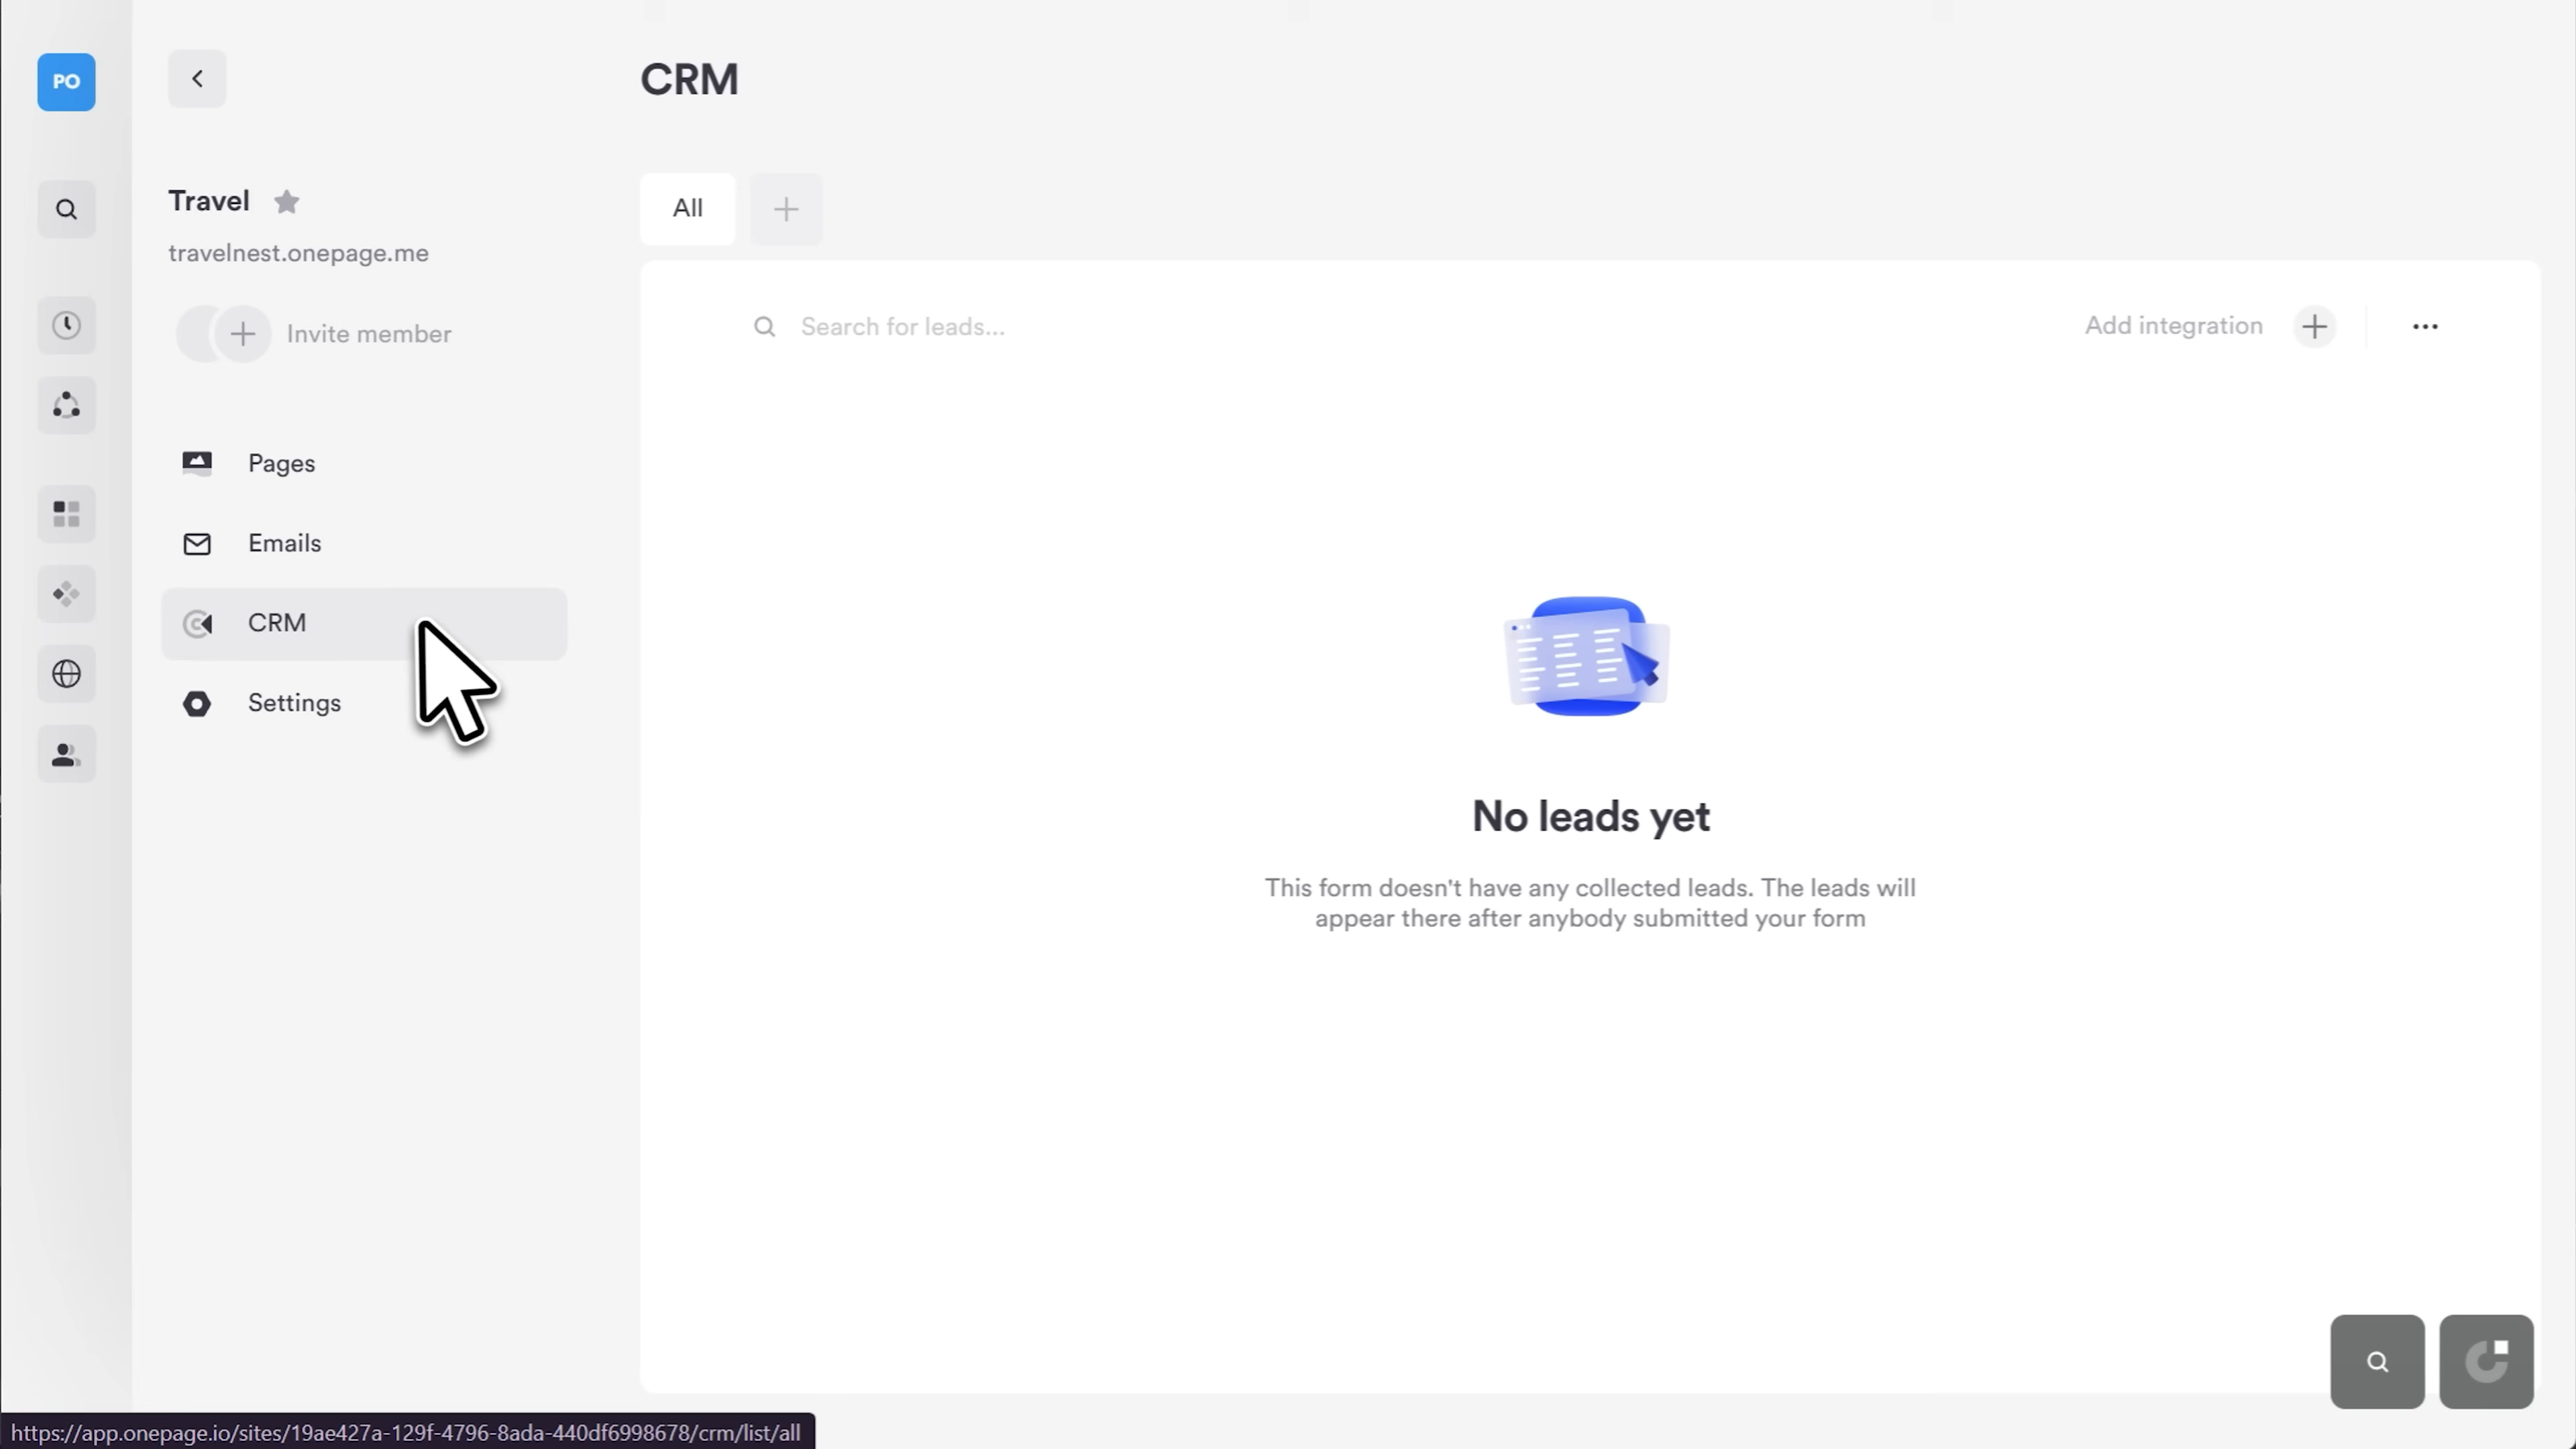 PO
Travel
travelnest.onepage.me
Invite member
Pages
Emails
CRM
Settings
CRM
All
Search for leads...
Add integration
No leads yet
This form doesn't have any collected leads. The leads will
appear there after anybody submitted your form
https://app.onepage.io/sites/19ae427a-129f-4796-8ada-440df6998678/crm/list/all